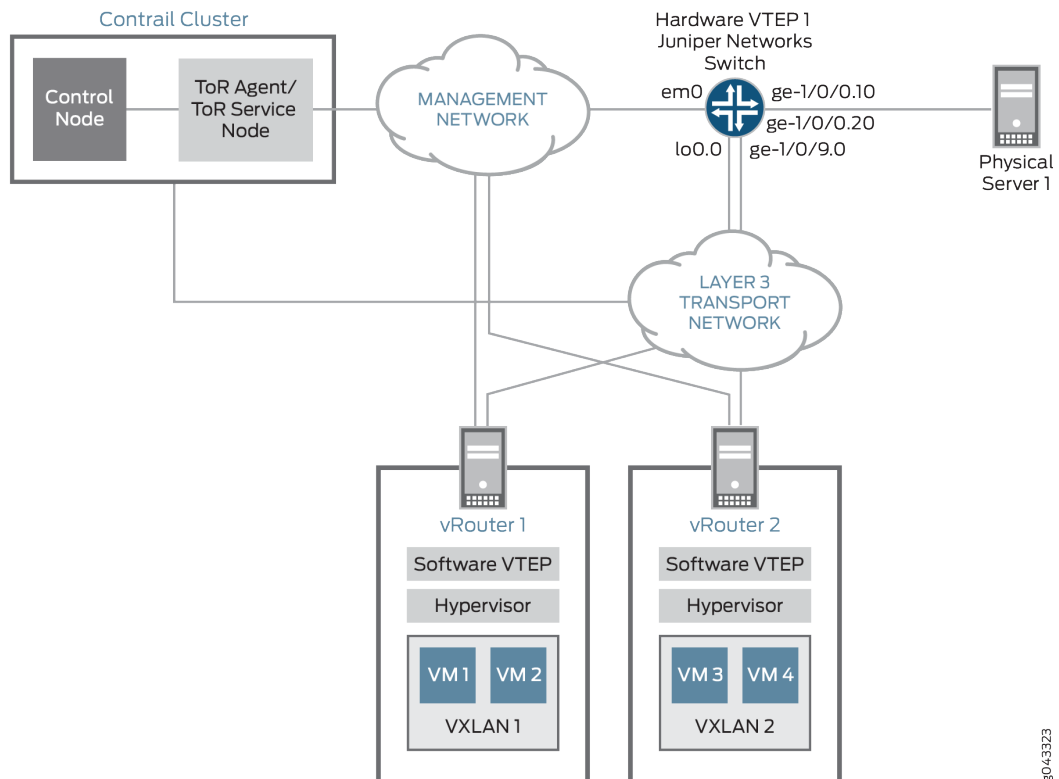 Contrail Cluster
Control
Node
ToR Agent/
ToR Service
Node
MANAGEMENT
NETWORK
Hardware VTEP 1
Juniper Networks
Switch
em0
ge-1/0/0.10
ge-1/0/0.20
lo0.0
ge-1/0/9.0
Physical
Server 1
LAYER 3
TRANSPORT
NETWORK
vRouter 1
Software VTEP
Hypervisor
VM 1
VM 2
VXLAN 1
vRouter 2
Software VTEP
Hypervisor
VM 3
VM 4
VXLAN 2
g043323